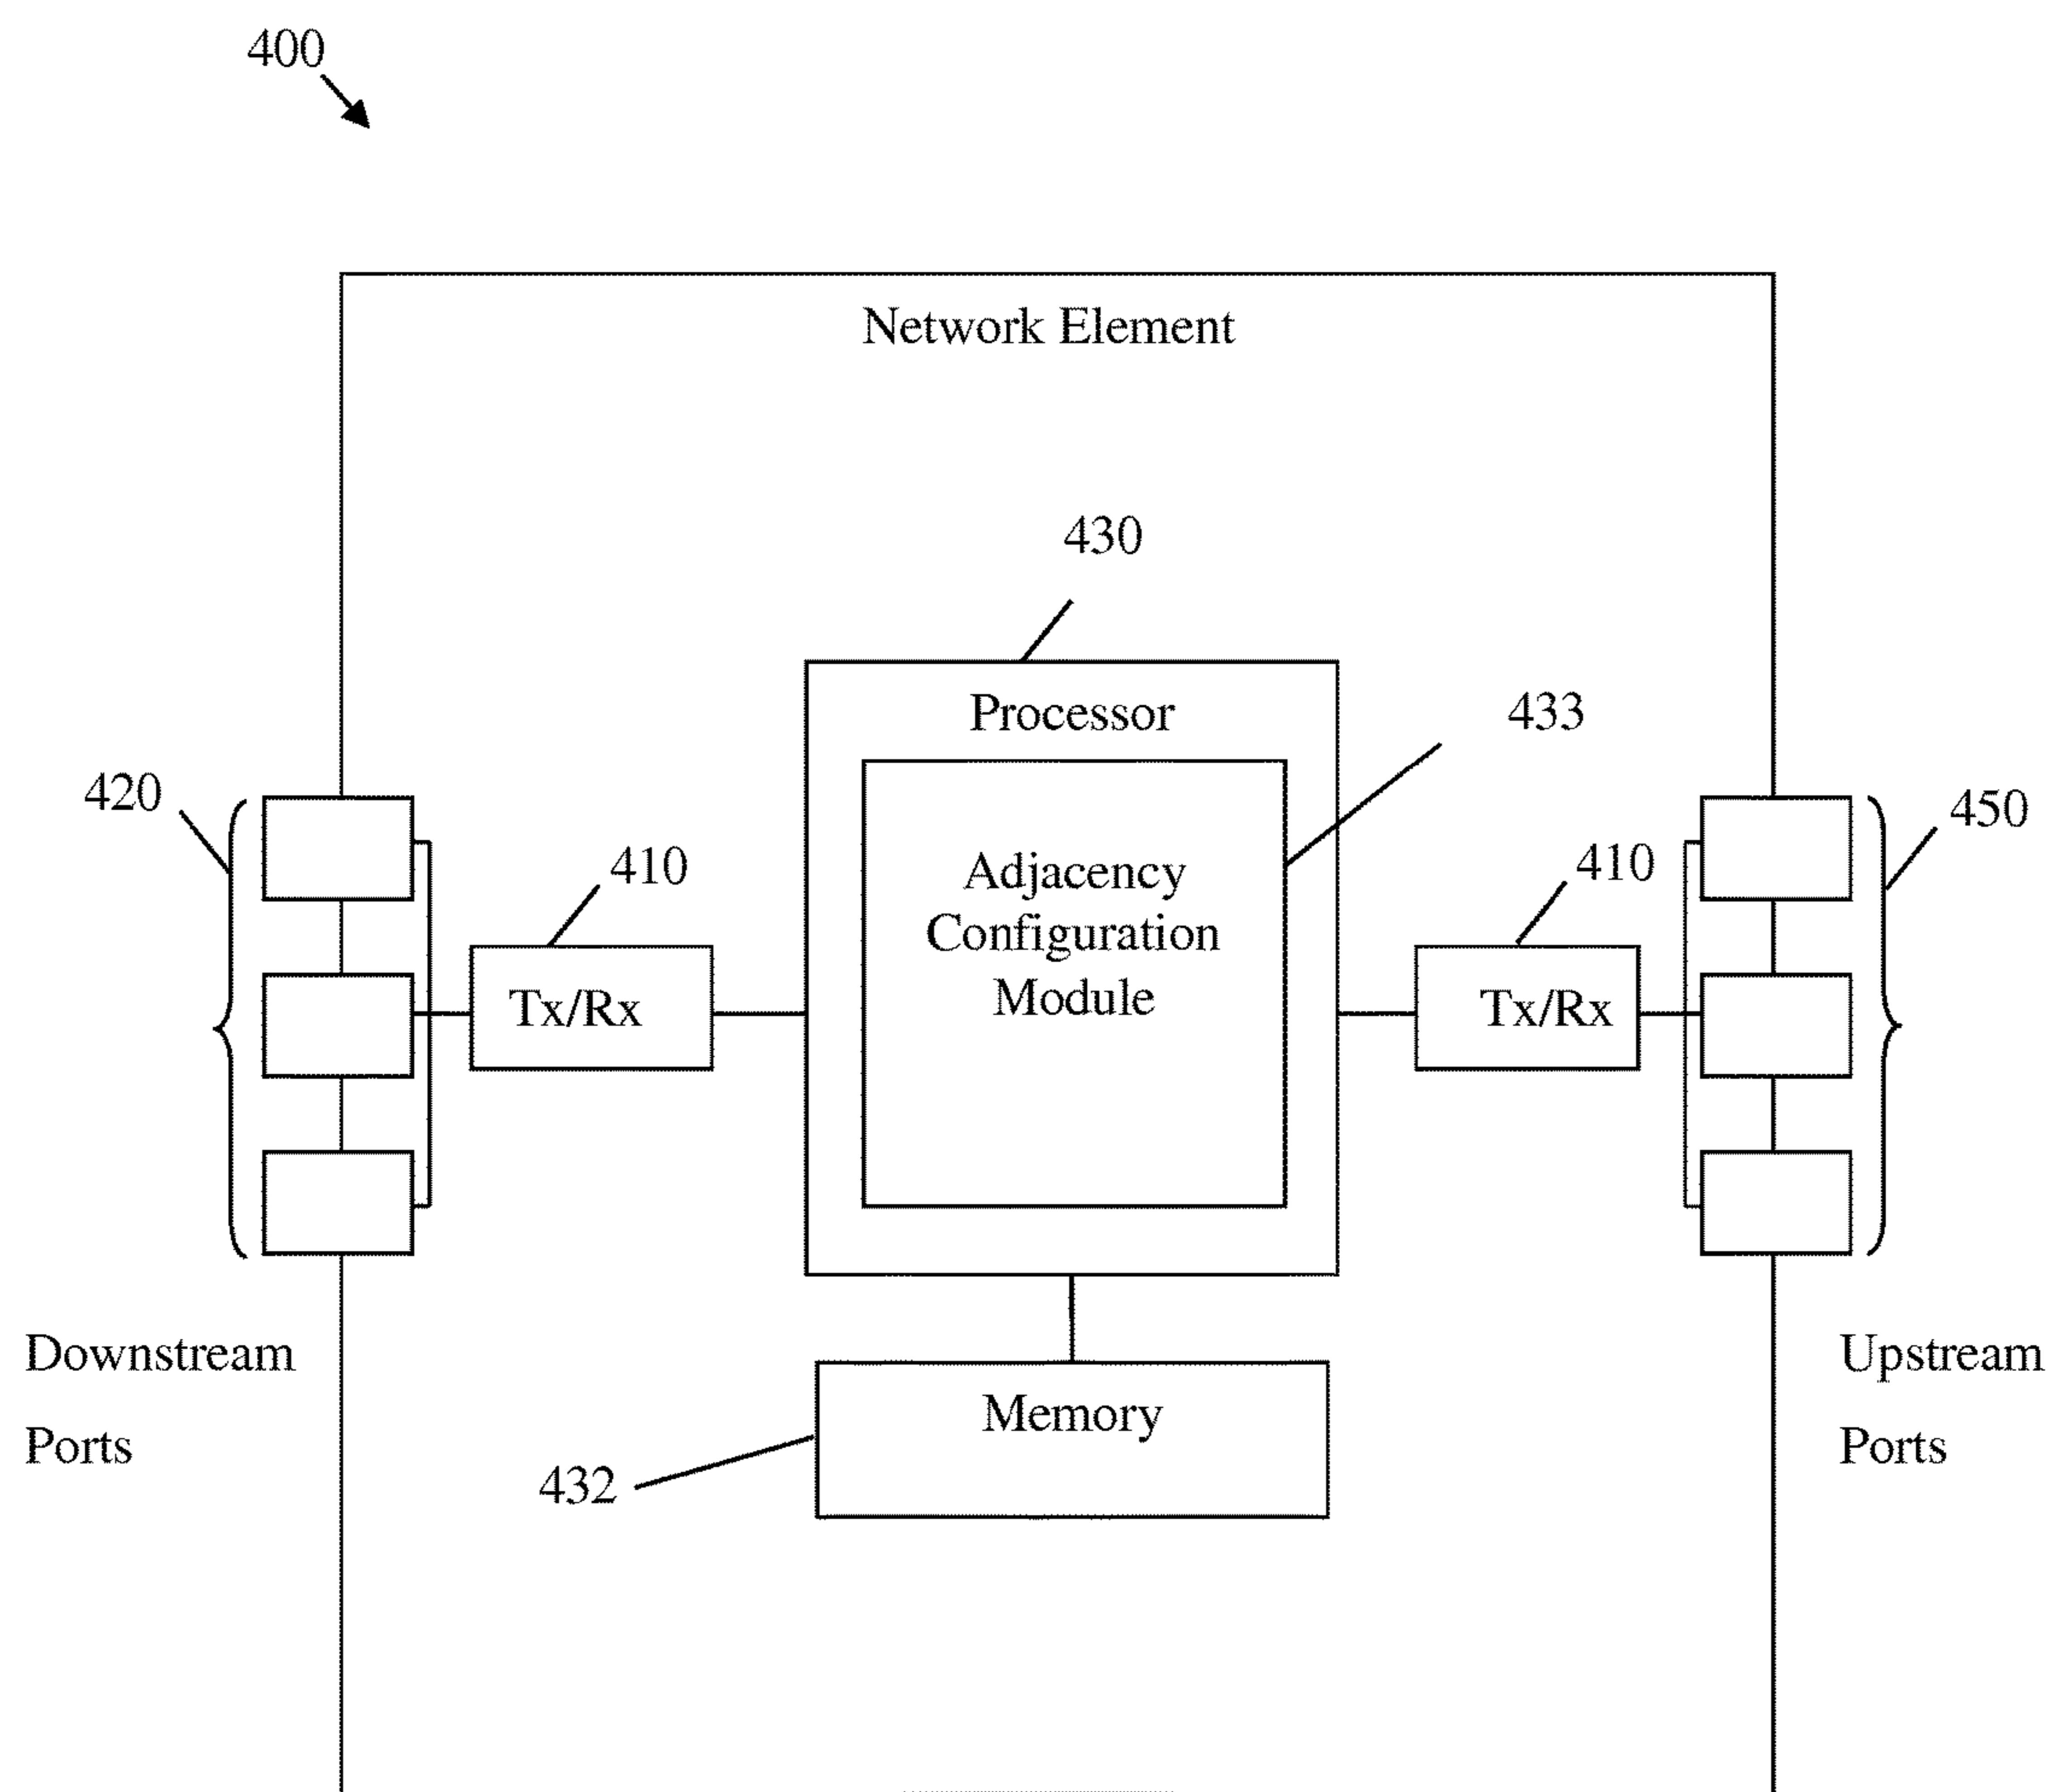 400
Network Element
430
Processor
433
420
450
410
410
Adjacency
Configuration
Module
Tx/Rx
Tx/Rx
Downstream
Ports
Upstream
Ports
Memory
432